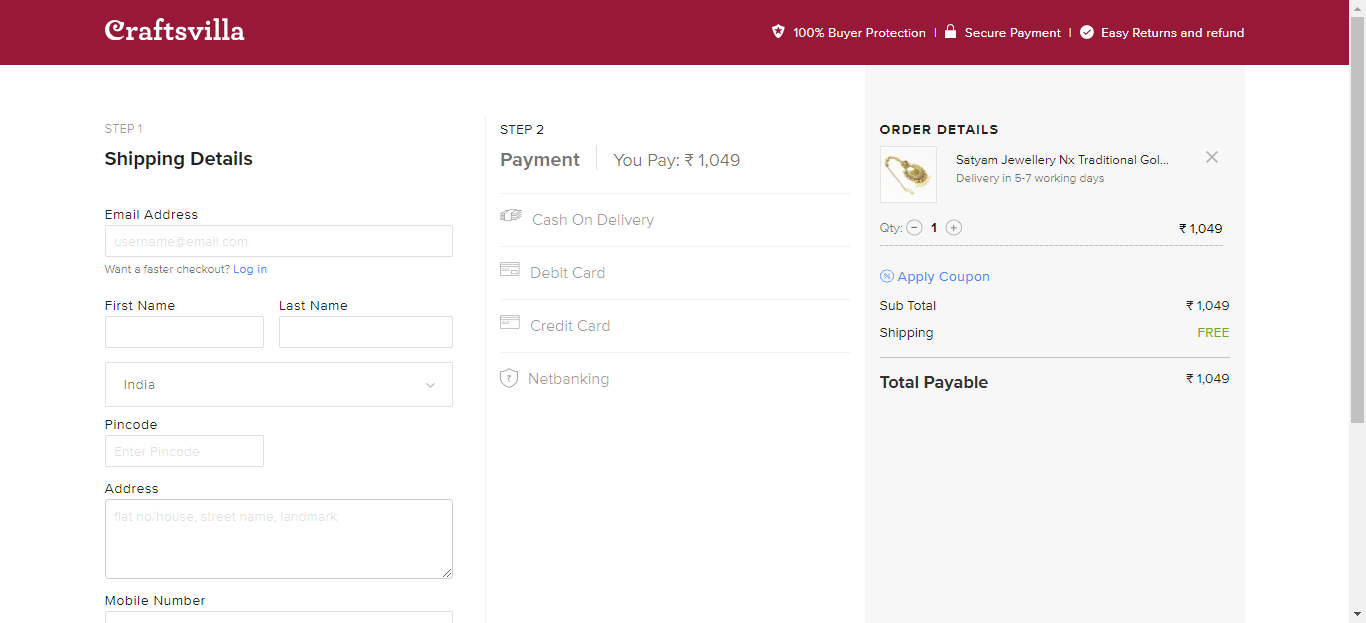 Craftsvilla
100% Buyer Protection | Secure Payment | Easy Returns and refund
STEP 1
Shipping Details
Email Address
username@email.com
Want a faster checkout? Log in
First Name
Last Name
India
Pincode
Enter Pincode
Address
flat no/house, street name, landmark
Mobile Number
STEP 2
Payment
You Pay: ₹ 1,049
Cash On Delivery
Debit Card
Credit Card
Netbanking
ORDER DETAILS
Satyam Jewellery Nx Traditional Gol...
Delivery in 5-7 working days
Qty: 1 ₹ 1,049
Apply Coupon
Sub Total ₹ 1,049
Shipping FREE
Total Payable ₹ 1,049